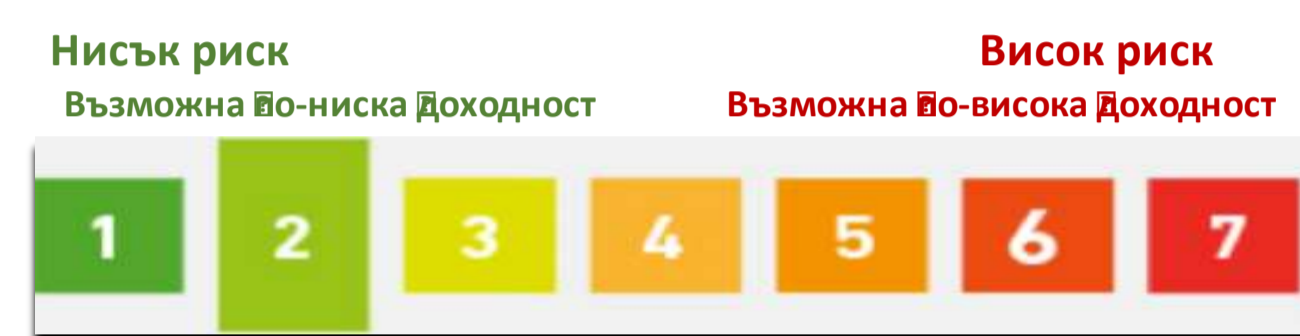 Нисък риск
Висок риск
Възможна по-ниска доходност
Възможна по-висока доходност
1 2 3 4 5 6 7